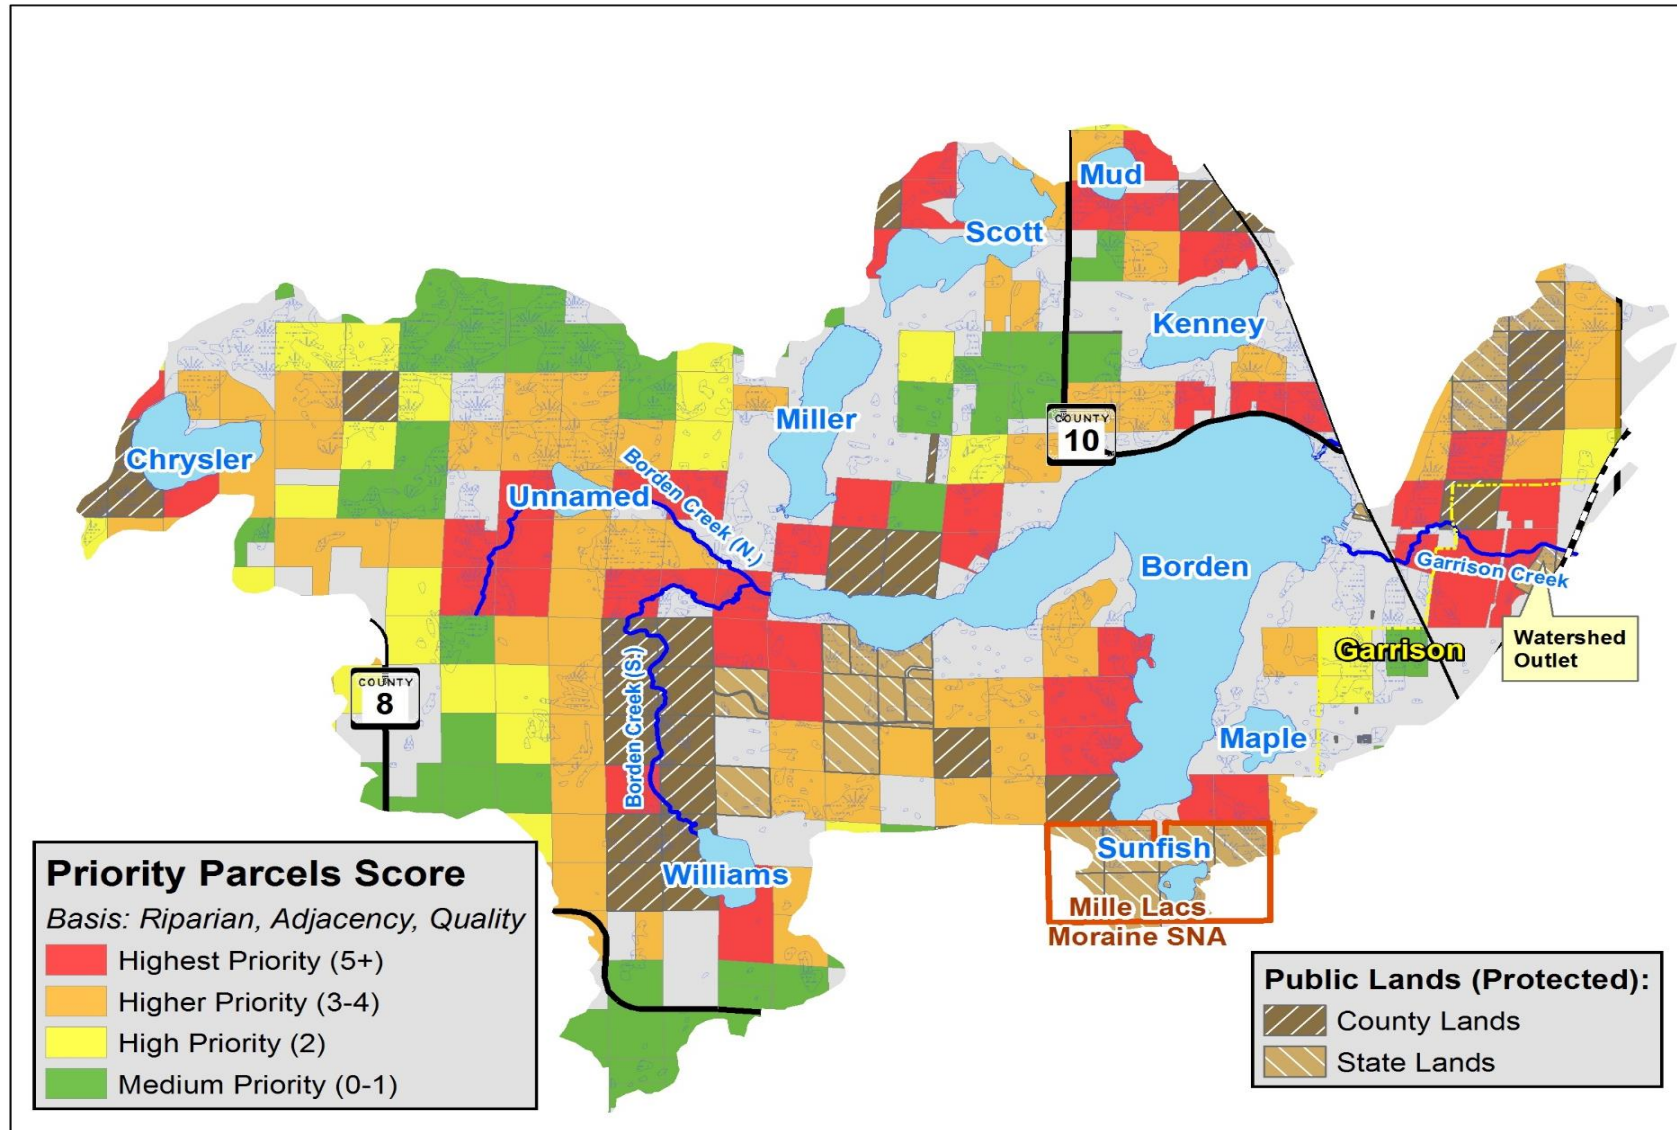 Mud
Scott
Kenney
Miller
COUNTY
10
Chrysler
Unnamed
Borden Creek (N.)
Borden
Garrison Creek
Watershed
Outlet
Garrison
COUNTY
8
Borden Creek (S.)
Maple
Sunfish
Williams
Mille Lacs
Moraine SNA
Priority Parcels Score
Basis: Riparian, Adjacency, Quality
Highest Priority (5+)
Higher Priority (3-4)
High Priority (2)
Medium Priority (0-1)
Public Lands (Protected):
County Lands
State Lands